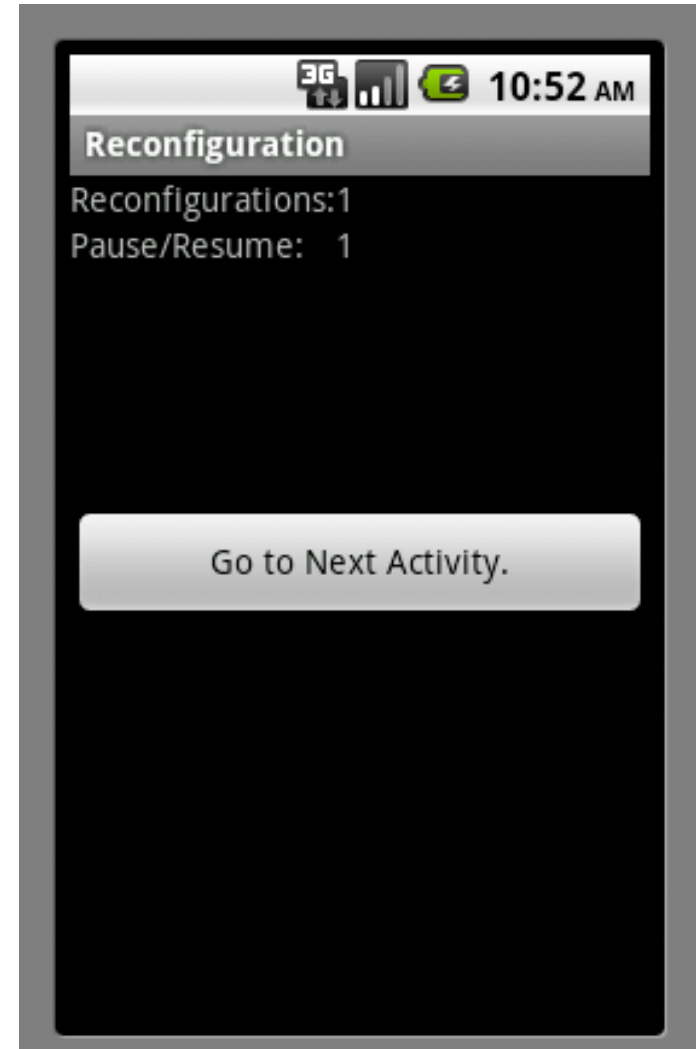 3G 10:52 AM
Reconfiguration
Reconfigurations:1
Pause/Resume: 1
Go to Next Activity.